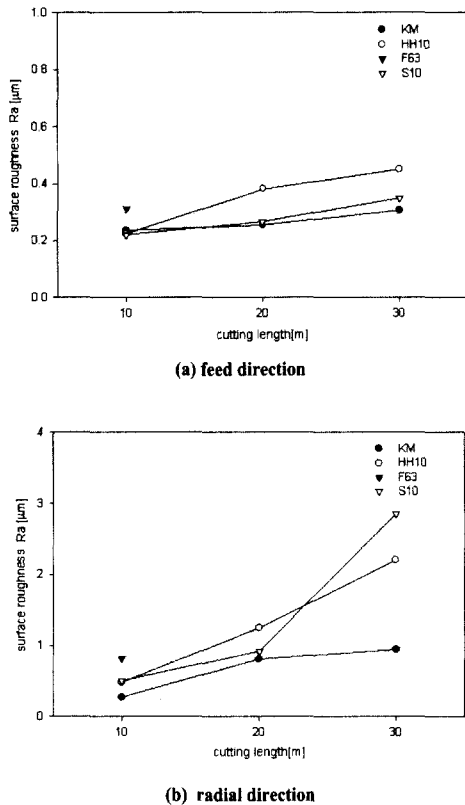 1.0
KM
HH10
F63
S10
0.8
0.6
0.4
0.2
0.0
surface roughness Ra [µm]
10 20 30
cutting length[m]
(a) feed direction
4
KM
HH10
F63
S10
3
2
1
0
surface roughness Ra [µm]
10 20 30
cutting length[m]
(b) radial direction